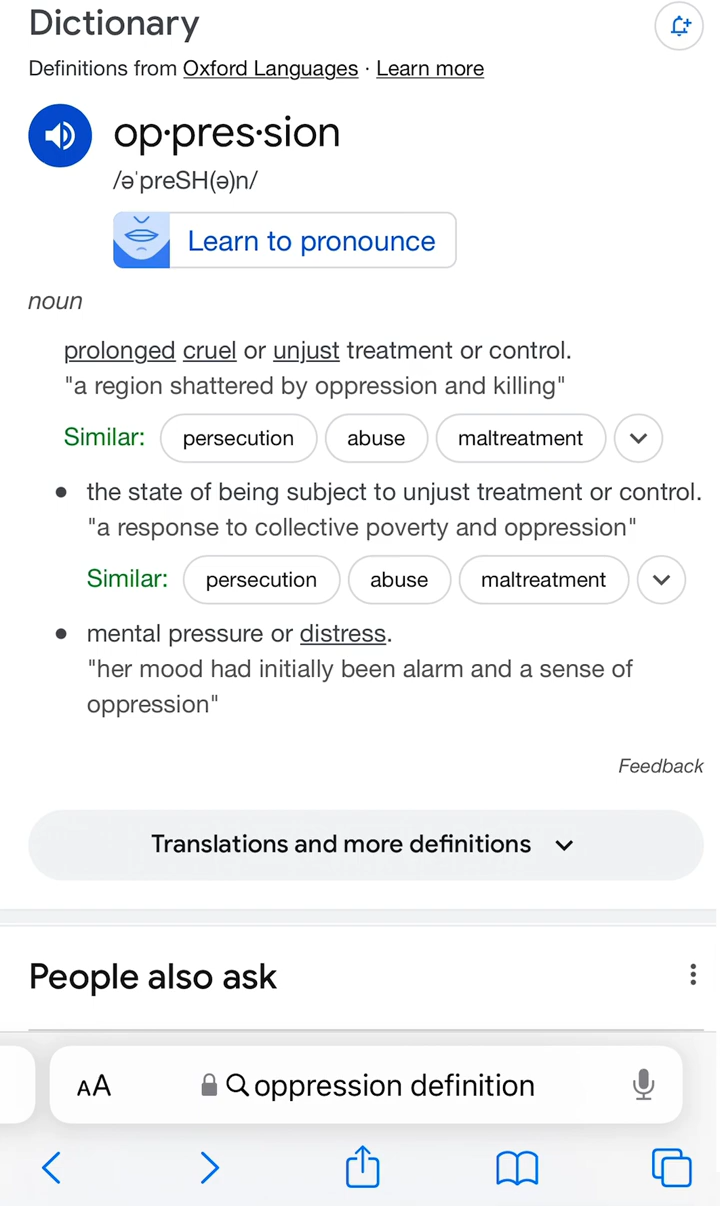 Dictionary
Definitions from Oxford Languages · Learn more
op·pres·sion
/əˈpreSH(ə)n/
Learn to pronounce
noun
prolonged cruel or unjust treatment or control.
"a region shattered by oppression and killing"
Similar: persecution abuse maltreatment
• the state of being subject to unjust treatment or control.
"a response to collective poverty and oppression"
Similar: persecution abuse maltreatment
• mental pressure or distress.
"her mood had initially been alarm and a sense of
oppression"
Feedback
Translations and more definitions
People also ask
AA oppression definition